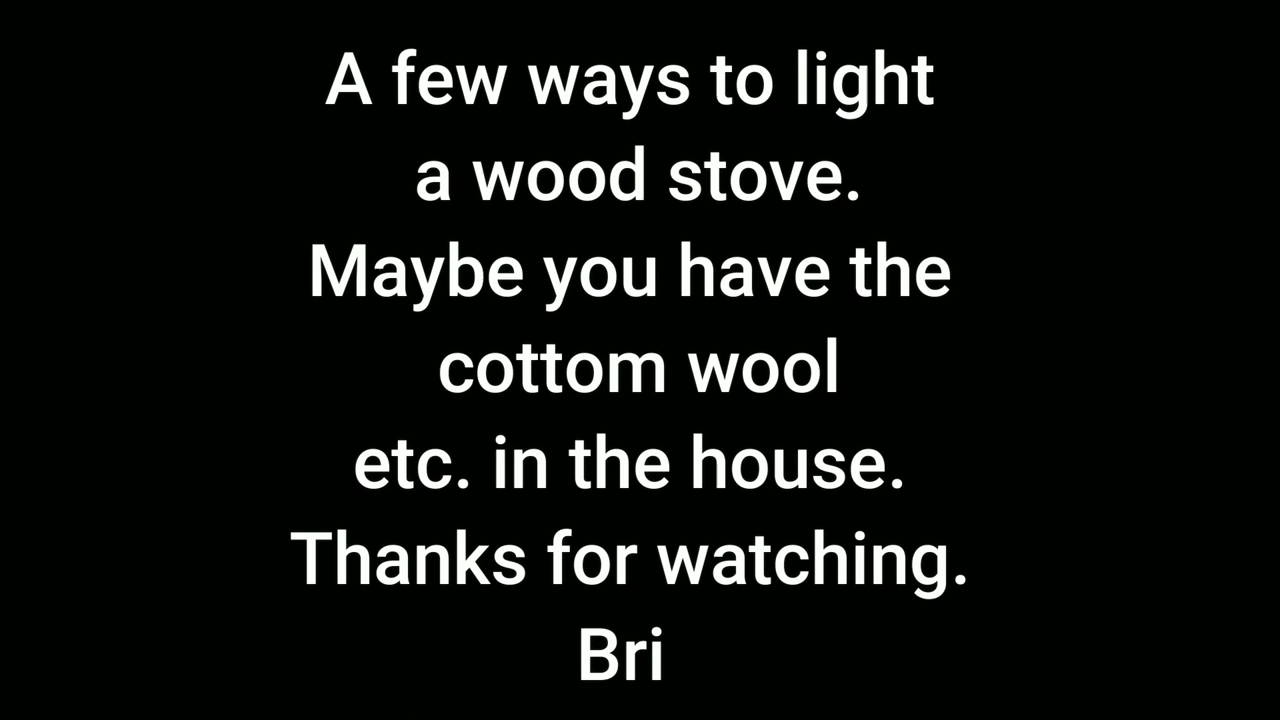 A few ways to light
a wood stove.
Maybe you have the
cottom wool
etc. in the house.
Thanks for watching.
Bri